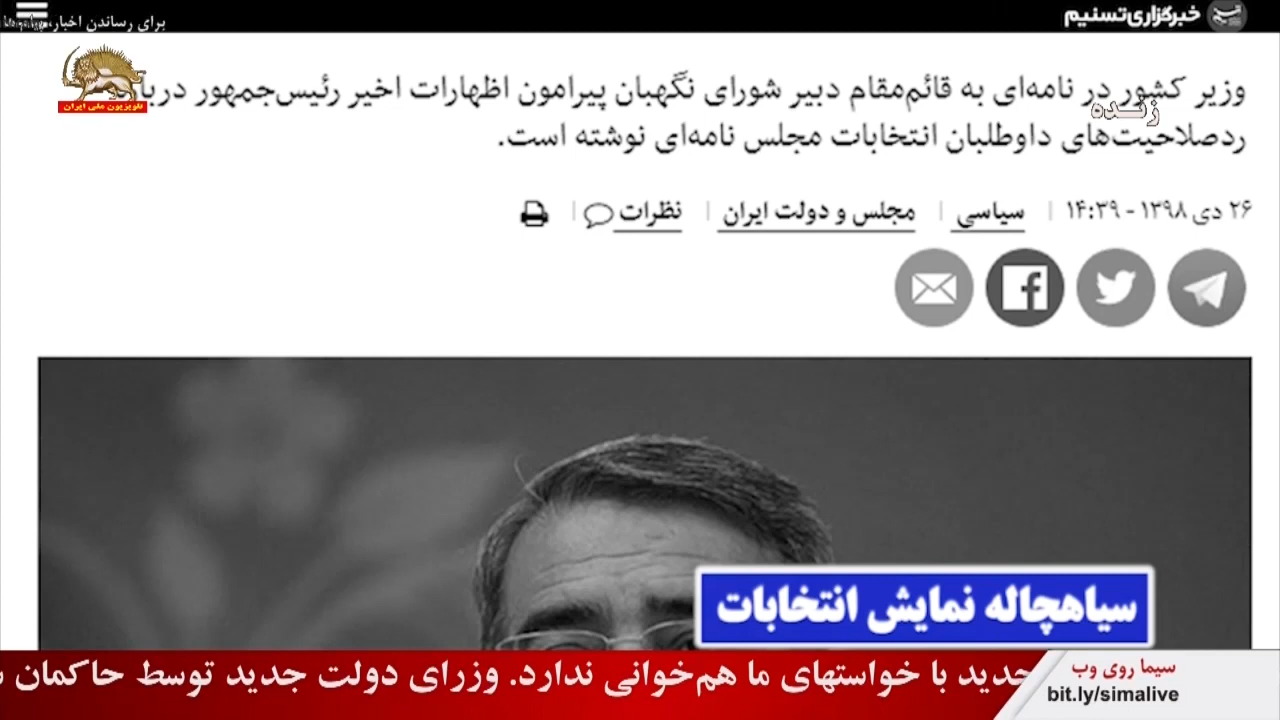 خبرگزاری تسنیم
برای رساندن اخبار
تلویزیون ملی ایران
زنده
وزیر کشور در نامه‌ای به قائم‌مقام دبیر شورای نگهبان پیرامون اظهارات اخیر رئیس‌جمهور
ردصلاحیت‌های داوطلبان انتخابات مجلس نامه‌ای نوشته است.
۲۶ دی ۱۳۹۸ - ۱۴:۳۹ | سیاسی | مجلس و دولت ایران | نظرات |
سیاهچاله نمایش انتخابات
جدید با خواستهای ما هم‌خوانی ندارد. وزرای دولت جدید توسط حاکمان
سیما روی وب
bit.ly/simalive